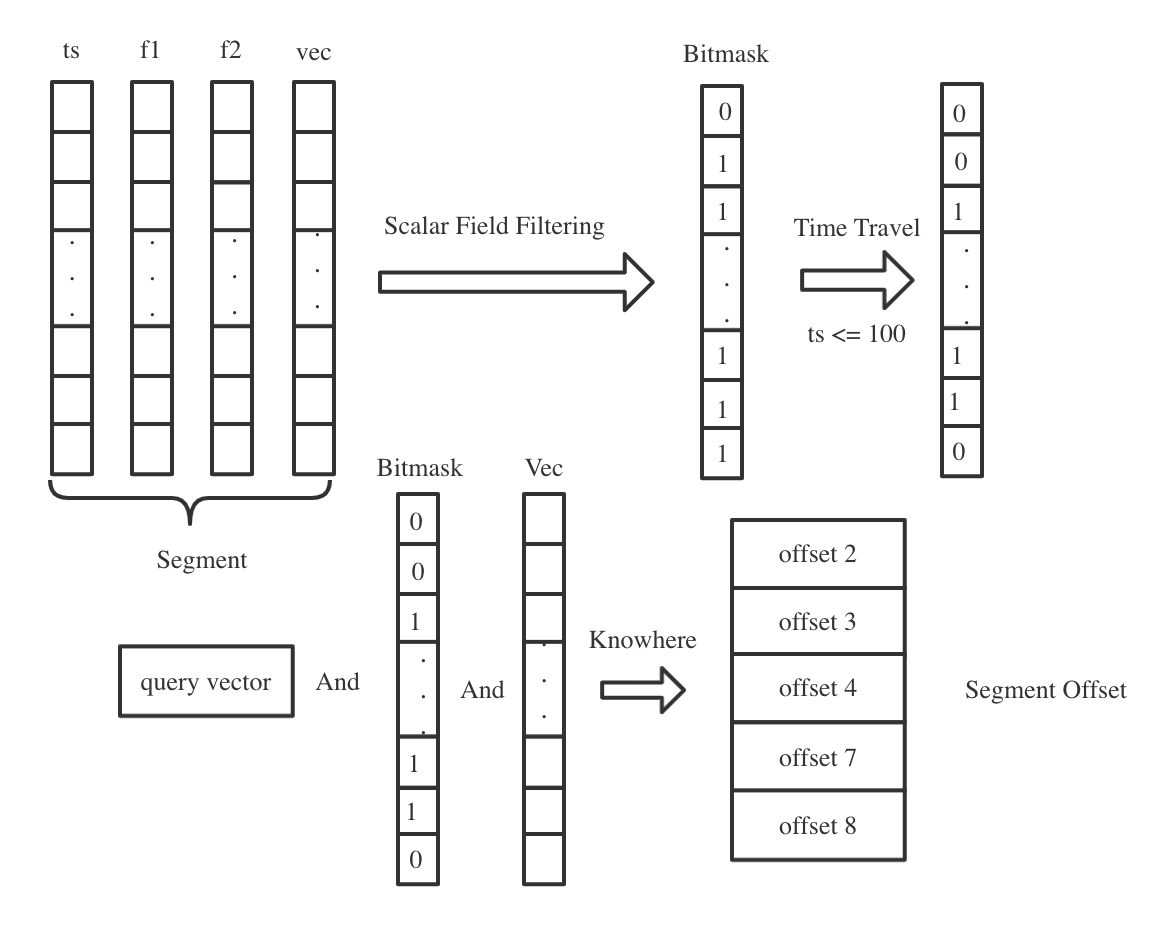 ts f1 f2 vec
Scalar Field Filtering
Bitmask
0
1
1
1
1
1
Time Travel
ts <= 100
0
0
1
1
1
0
Segment
query vector
And
Bitmask
0
0
1
1
1
0
And
Vec
Knowhere
offset 2
offset 3
offset 4
offset 7
offset 8
Segment Offset